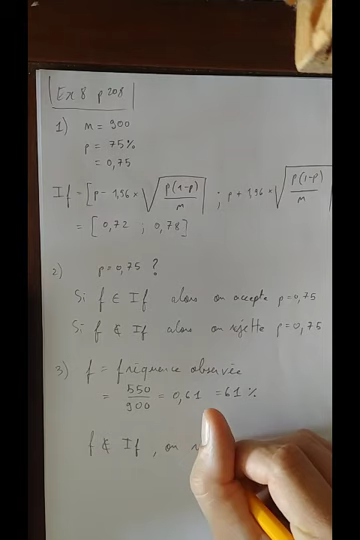 Ex 8 p 208
1) m = 900
p = 75%
= 0,75
If = [ p - 1,96 × √(p(1-p)/m) ; p + 1,96 × √(p(1-p)/m)
= [ 0,72 ; 0,78 ]
2) p = 0,75 ?
Si f ∈ If alors on accepte p = 0,75
Si f ∉ If alors on rejette p = 0,75
3) f = fréquence observée
= 550/900 = 0,61 = 61 %
f ∉ If , on